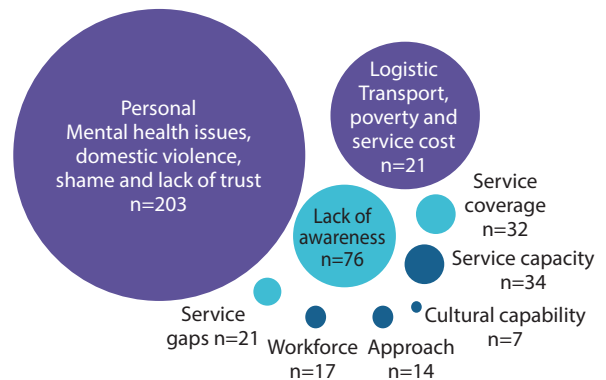 Personal
Mental health issues,
domestic violence,
shame and lack of trust
n=203
Logistic
Transport,
poverty and
service cost
n=21
Lack of
awareness
n=76
Service
coverage
n=32
Service capacity
n=34
Cultural capability
n=7
Approach
n=14
Workforce
n=17
Service
gaps n=21